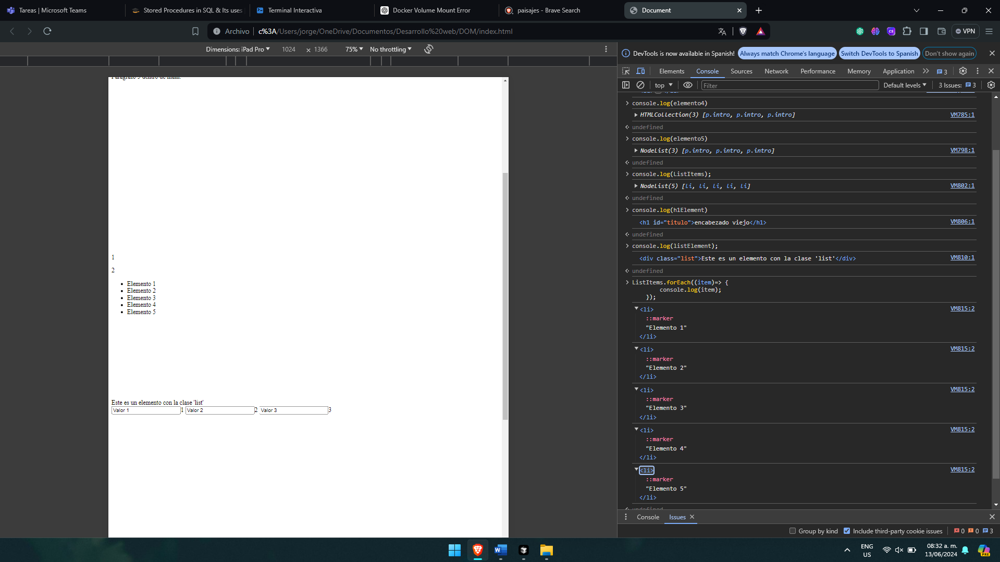 Tareas | Microsoft Teams
Stored Procedures in SQL & Its uses
Terminal Interactiva
Docker Volume Mount Error
paisajes - Brave Search
Document
Archivo
c%3A/Users/jorge/OneDrive/Documentos/Desarrollo%20web/DOM/index.html
VPN
Dimensions: iPad Pro
1024
x 1366
75%
No throttling
DevTools is now available in Spanish!
Always match Chrome's language
Switch DevTools to Spanish
Don't show again
Elements
Console
Sources
Network
Performance
Memory
Application
3
top
Filter
Default levels
3 Issues: 3
1
2
Elemento 1
Elemento 2
Elemento 3
Elemento 4
Elemento 5
Este es un elemento con la clase 'list'
Valor 1 1 Valor 2 2 Valor 3 3
console.log(elemento4)
HTMLCollection(3) [p.intro, p.intro, p.intro] VM785:1
undefined
console.log(elemento5)
NodeList(3) [p.intro, p.intro, p.intro] VM798:1
undefined
console.log(ListItems);
NodeList(5) [li, li, li, li, li] VM802:1
undefined
console.log(h1Element)
<h1 id="titulo">encabezado viejo</h1> VM806:1
undefined
console.log(listElement);
<div class="list">Este es un elemento con la clase 'list'</div> VM810:1
undefined
ListItems.forEach((item)=> {
console.log(item);
});
<li> VM815:2
::marker
"Elemento 1"
</li>
<li> VM815:2
::marker
"Elemento 2"
</li>
<li> VM815:2
::marker
"Elemento 3"
</li>
<li> VM815:2
::marker
"Elemento 4"
</li>
<li> VM815:2
::marker
"Elemento 5"
</li>
undefined
Console
Issues
Group by kind
Include third-party cookie issues
0 0 3
ENG
US
08:32 a. m.
13/06/2024
PRE